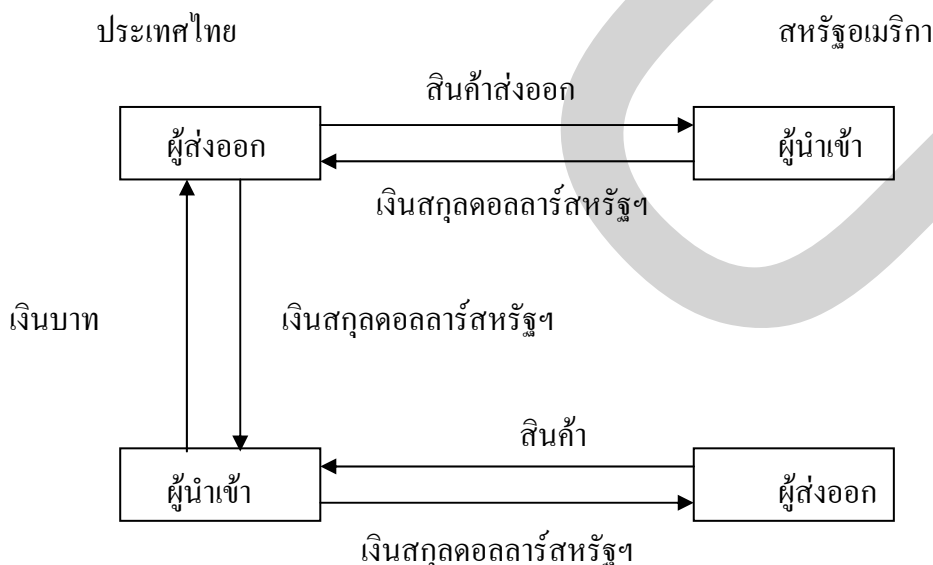 ประเทศไทย
สหรัฐอเมริกา
สินค้าส่งออก
ผู้ส่งออก
ผู้นำเข้า
เงินสกุลดอลลาร์สหรัฐฯ
เงินบาท
เงินสกุลดอลลาร์สหรัฐฯ
สินค้า
ผู้นำเข้า
ผู้ส่งออก
เงินสกุลดอลลาร์สหรัฐฯ